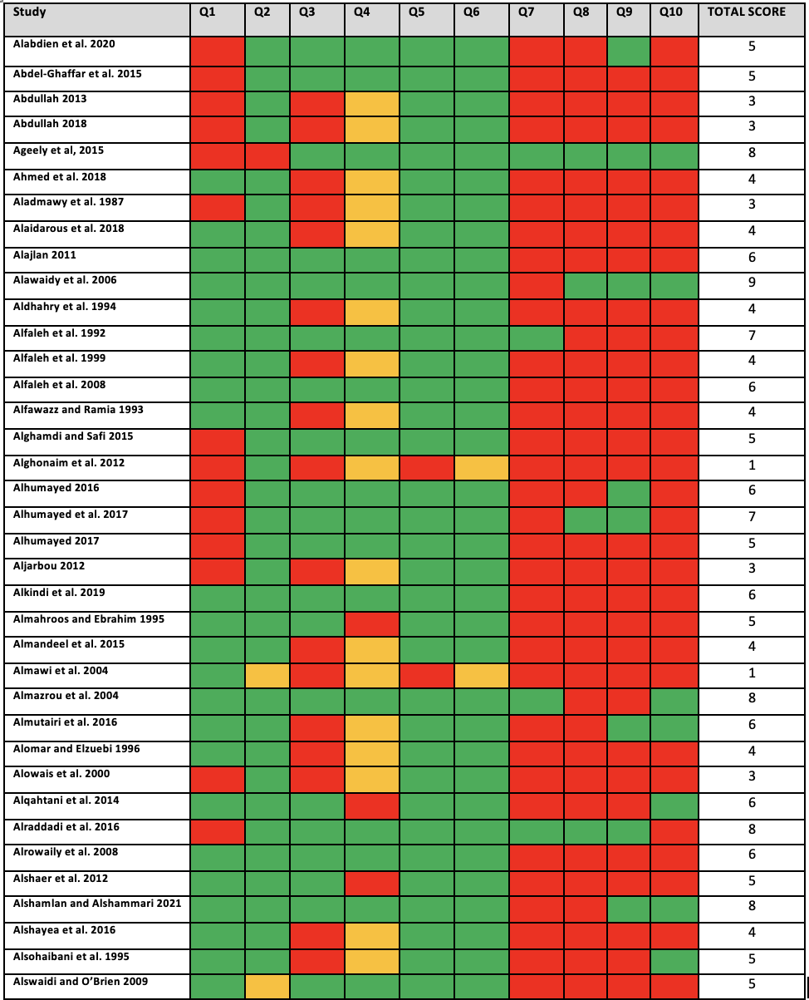 Study Q1 Q2 Q3 Q4 Q5 Q6 Q7 Q8 Q9 Q10 TOTAL SCORE
Alabdien et al. 2020 5
Abdel-Ghaffar et al. 2015 5
Abdullah 2013 3
Abdullah 2018 3
Ageely et al, 2015 8
Ahmed et al. 2018 4
Aladmawy et al. 1987 3
Alaidarous et al. 2018 4
Alajlan 2011 6
Alawaidy et al. 2006 9
Aldhahry et al. 1994 4
Alfaleh et al. 1992 7
Alfaleh et al. 1999 4
Alfaleh et al. 2008 6
Alfawazz and Ramia 1993 4
Alghamdi and Safi 2015 5
Alghonaim et al. 2012 1
Alhumayed 2016 6
Alhumayed et al. 2017 7
Alhumayed 2017 5
Aljarbou 2012 3
Alkindi et al. 2019 6
Almahroos and Ebrahim 1995 5
Almandeel et al. 2015 4
Almawi et al. 2004 1
Almazrou et al. 2004 8
Almutairi et al. 2016 6
Alomar and Elzuebi 1996 4
Alowais et al. 2000 3
Alqahtani et al. 2014 6
Alraddadi et al. 2016 8
Alrowaily et al. 2008 6
Alshaer et al. 2012 5
Alshamlan and Alshammari 2021 8
Alshayea et al. 2016 4
Alsohaibani et al. 1995 5
Alswaidi and O’Brien 2009 5